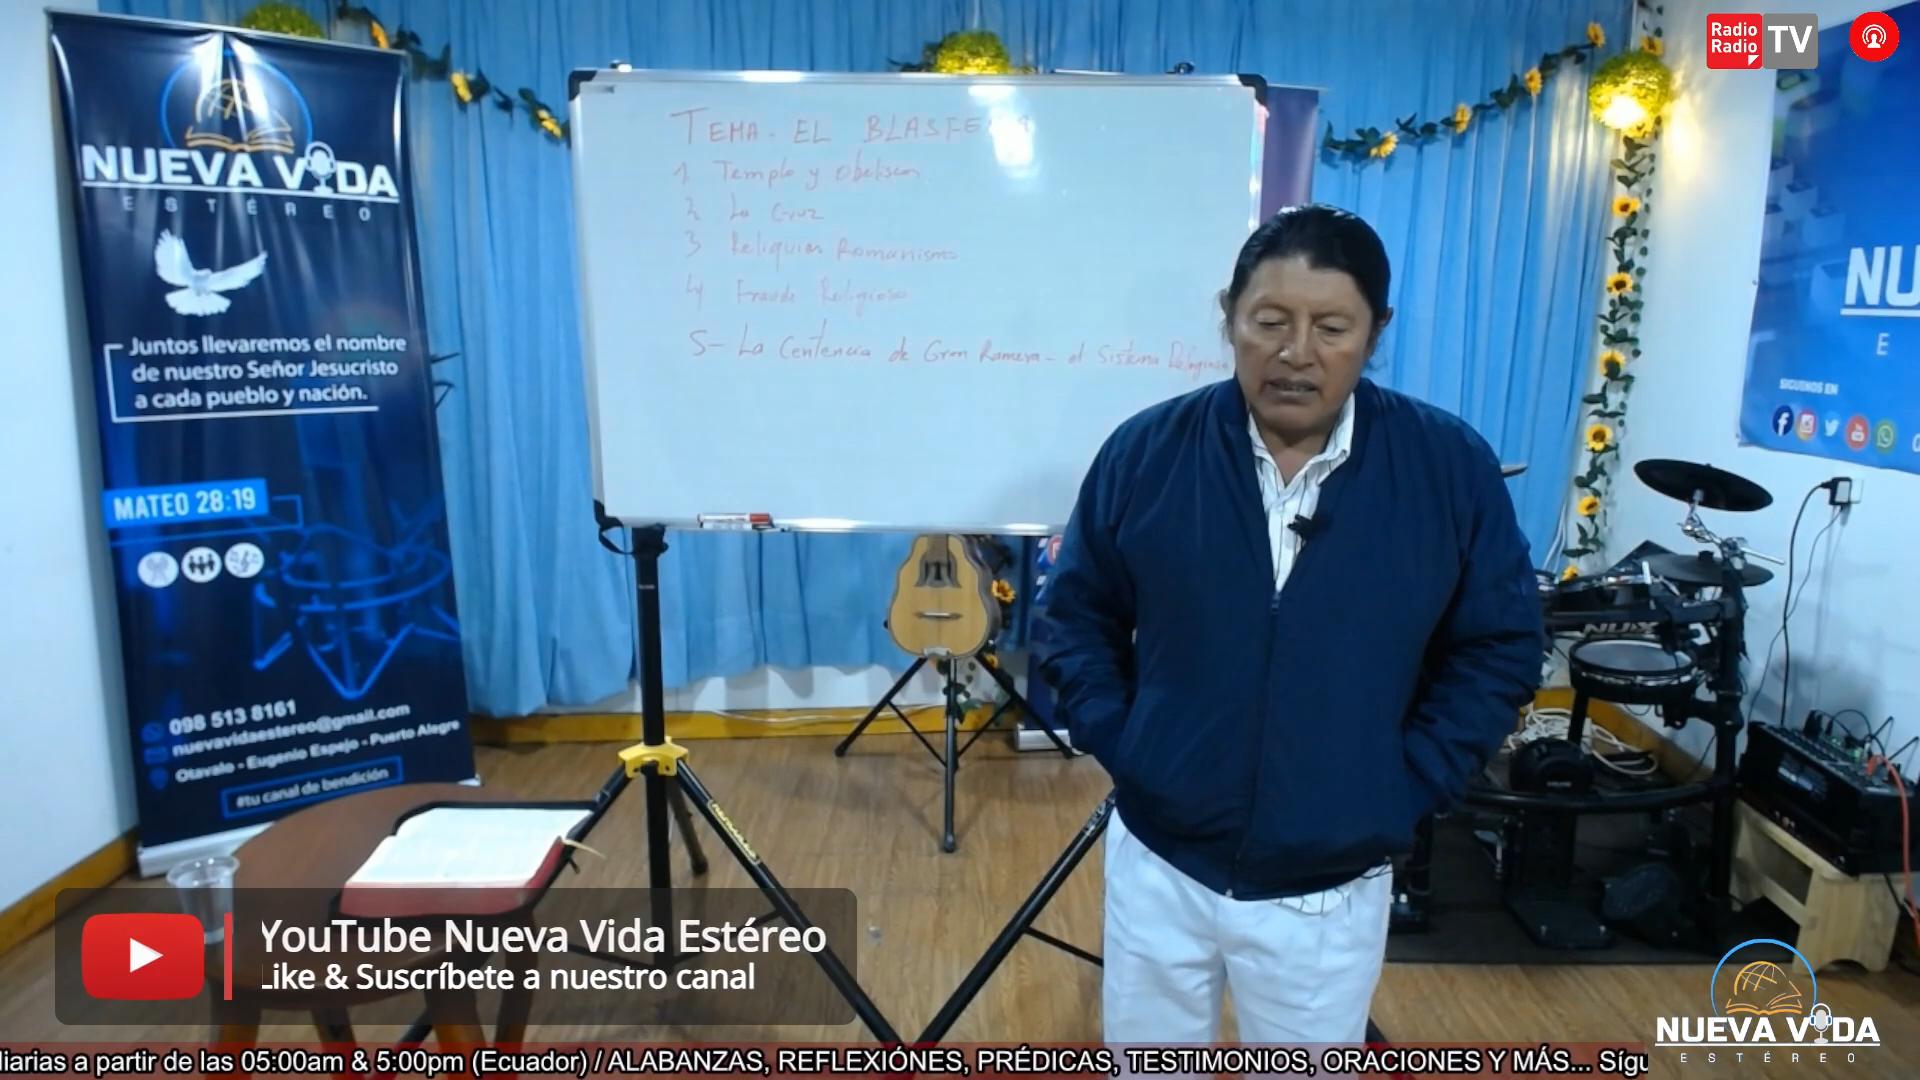 Radio
Radio
TV
NUEVA VIDA
ESTÉREO
Juntos llevaremos el nombre
de nuestro Señor Jesucristo
a cada pueblo y nación.
MATEO 28:19
098 513 8161
nuevavidaestereo@gmail.com
Otavalo - Eugenio Espejo - Puerto Alegre
#tu canal de bendición
TEMA. EL
1 Templo y Obelisco
2 La Cruz
3 Reliquias Romanismo
4 Fraude Religioso
5- La Centencia de Gran Ramera - el Sistema
NU
E
SIGUENOS EN
NUX
YouTube Nueva Vida Estéreo
Like & Suscríbete a nuestro canal
NUEVA VIDA
ESTÉREO
diarias a partir de las 05:00am & 5:00pm (Ecuador) / ALABANZAS, REFLEXIÓNES, PRÉDICAS, TESTIMONIOS, ORACIONES Y MÁS... Sígu